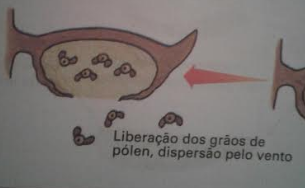 Liberação dos grãos de
pólen, dispersão pelo vento